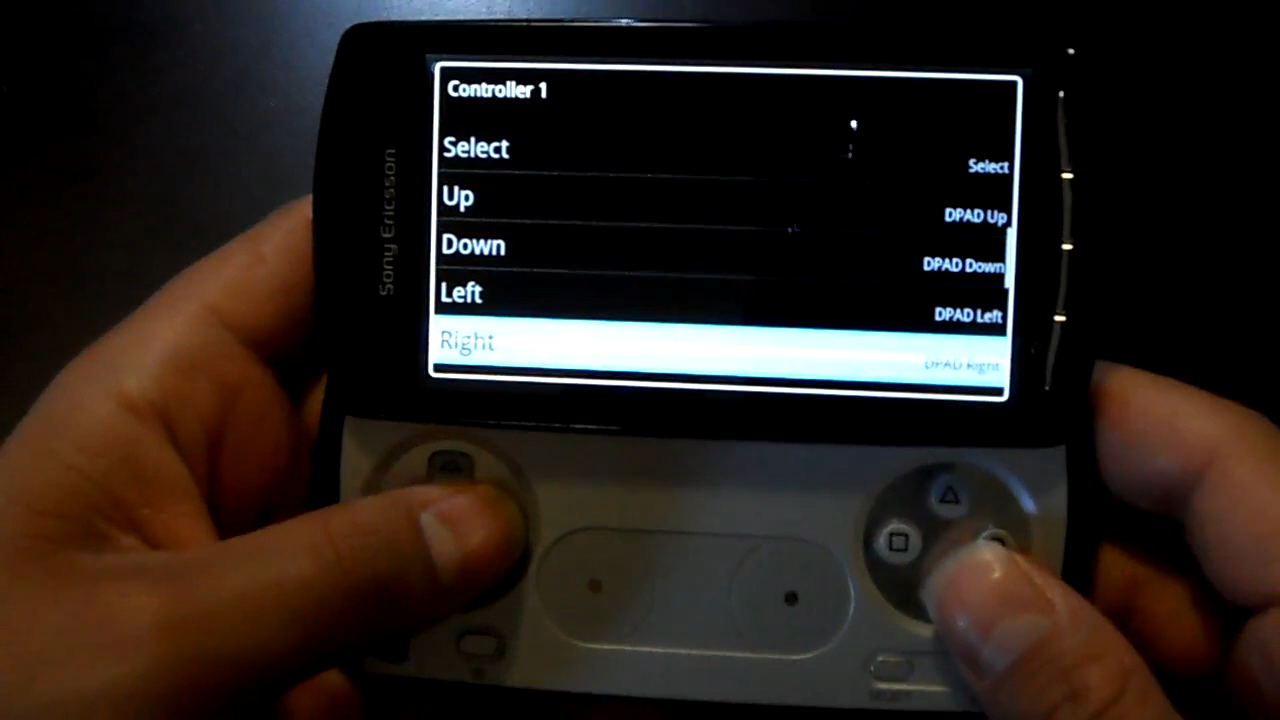 Controller 1
Select
Select
Up
DPAD Up
Down
DPAD Down
Left
DPAD Left
Right
DPAD Right
Sony Ericsson